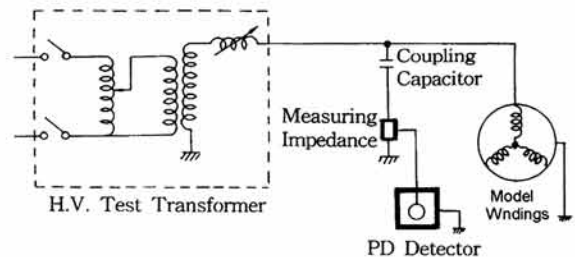 Coupling
Capacitor
Measuring
Impedance
Model
Wndings
H.V. Test Transformer
PD Detector